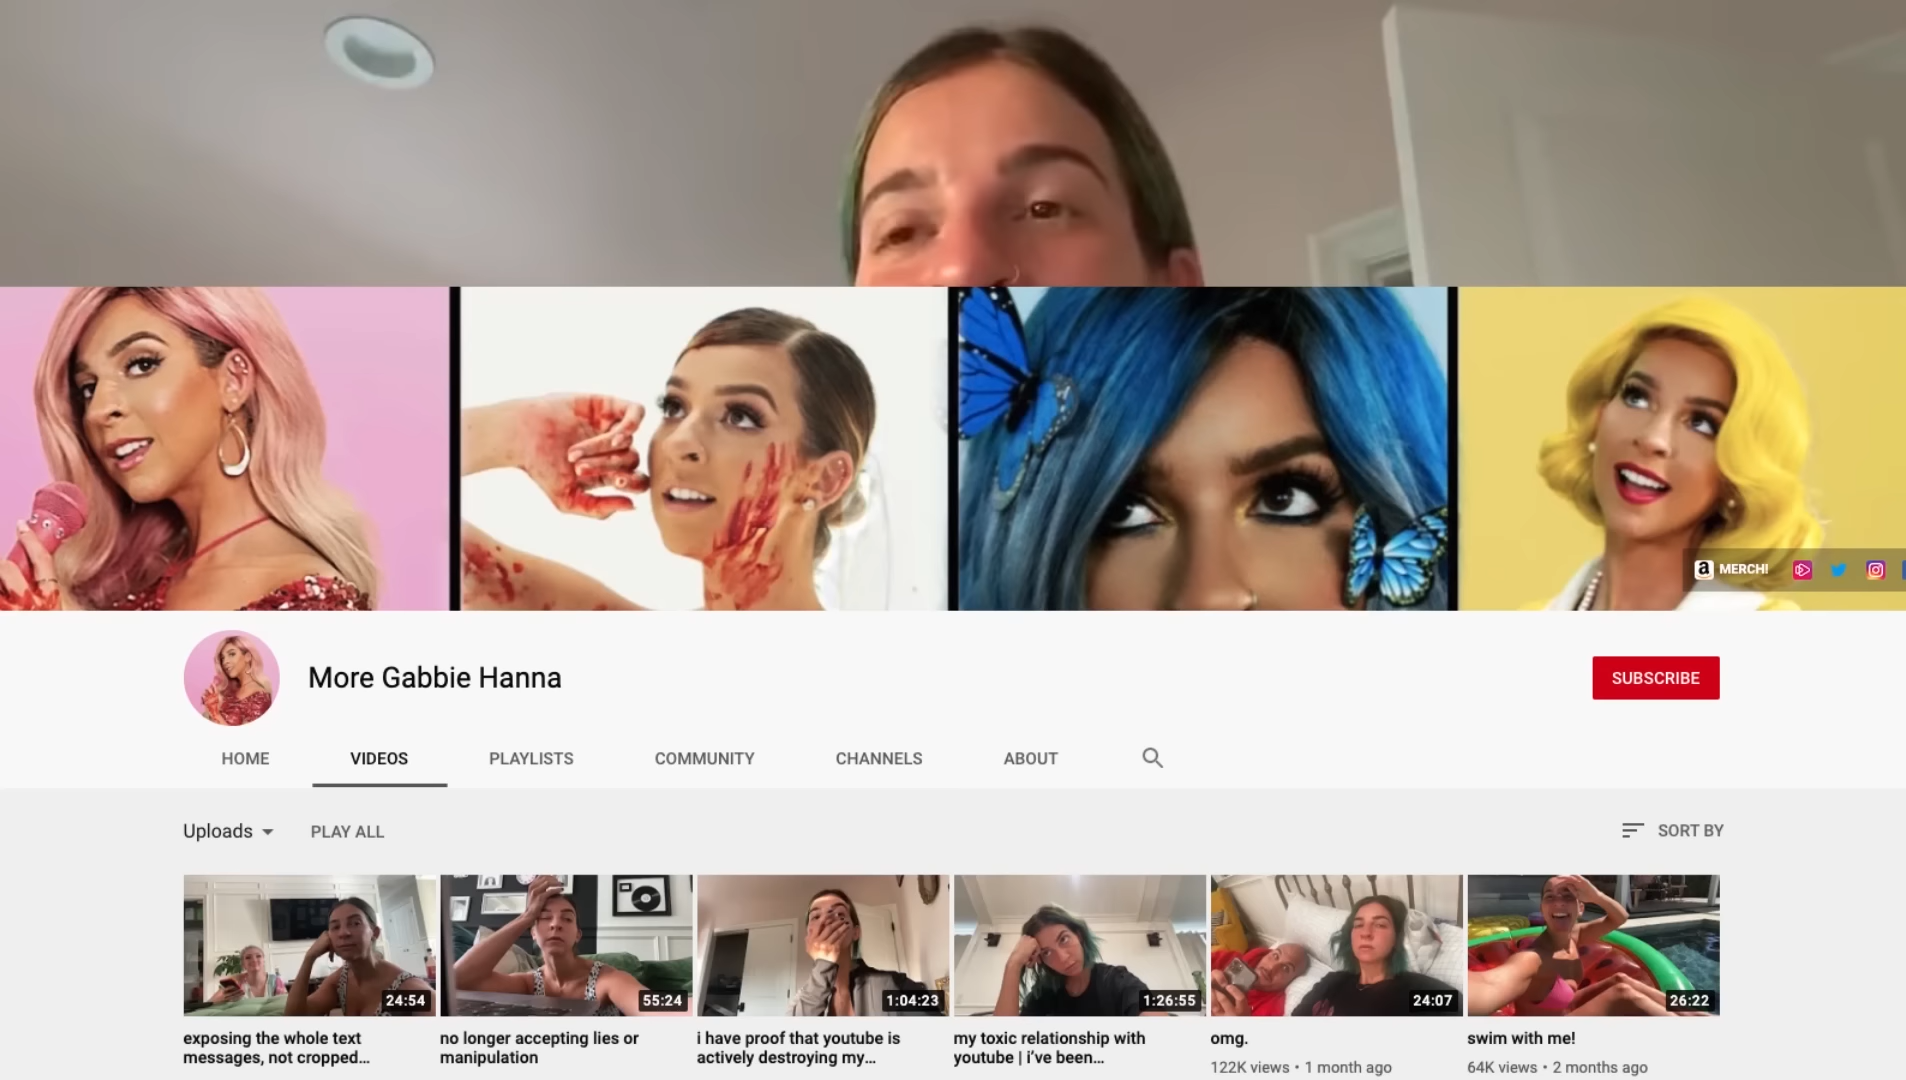 MERCH!
More Gabbie Hanna
SUBSCRIBE
HOME
VIDEOS
PLAYLISTS
COMMUNITY
CHANNELS
ABOUT
Uploads
PLAY ALL
SORT BY
24:54
55:24
1:04:23
1:26:55
24:07
26:22
exposing the whole text
messages, not cropped...
no longer accepting lies or
manipulation
i have proof that youtube is
actively destroying my...
my toxic relationship with
youtube | i've been...
omg.
122K views • 1 month ago
swim with me!
64K views • 2 months ago